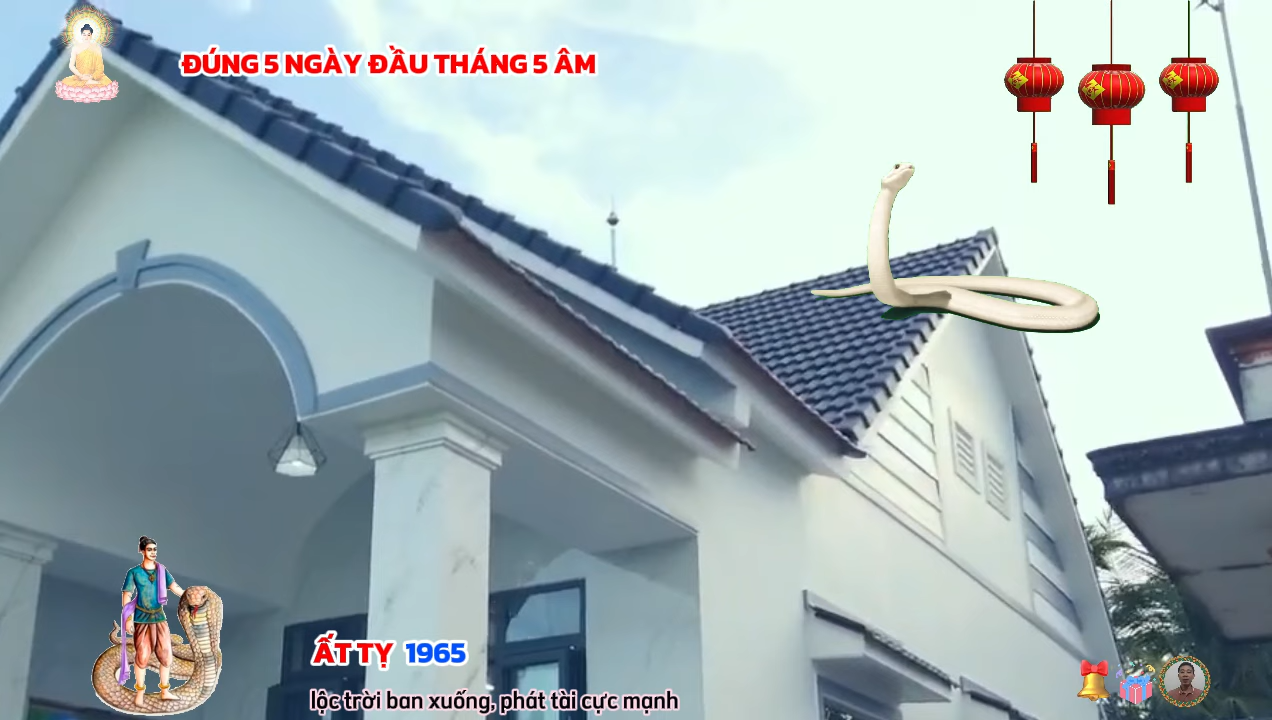 ĐÚNG 5 NGÀY ĐẦU THÁNG 5 ÂM
ẤT TỴ 1965
lộc trời ban xuống, phát tài cực mạnh